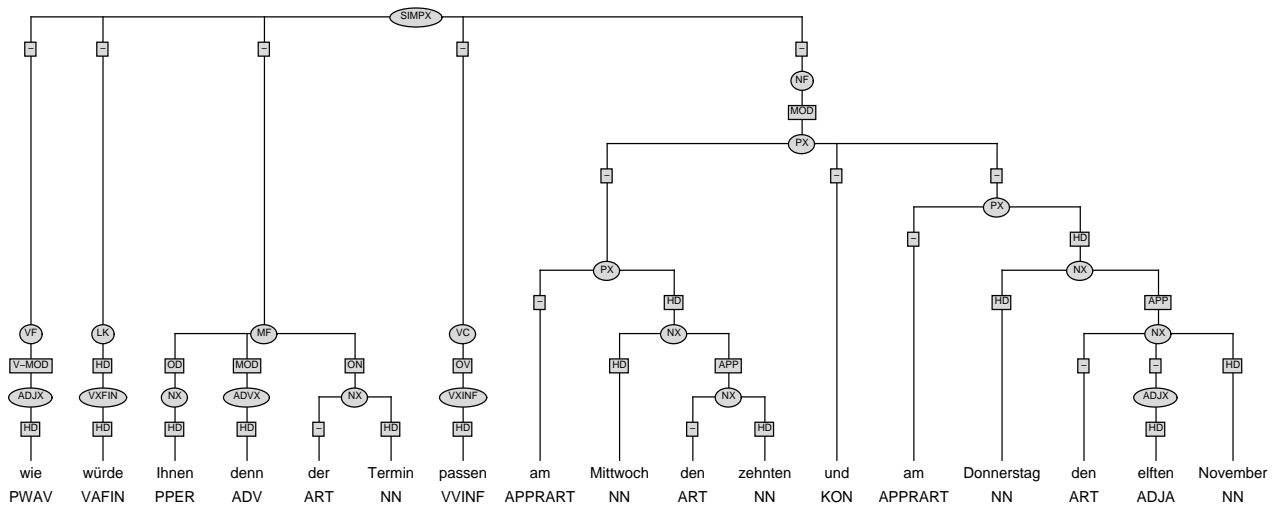 SIMPX
– – – – –
NF
MOD
PX
– – –
PX
– HD
PX NX
– HD HD APP
VF LK MF VC NX NX
V–MOD HD OD MOD ON OV HD APP – – HD
ADJX VXFIN NX ADVX NX VXINF NX ADJX
HD HD HD HD – HD HD – HD HD
wie würde Ihnen denn der Termin passen am Mittwoch den zehnten und am Donnerstag den elften November
PWAV VAFIN PPER ADV ART NN VVINF APPRART NN ART NN KON APPRART NN ART ADJA NN